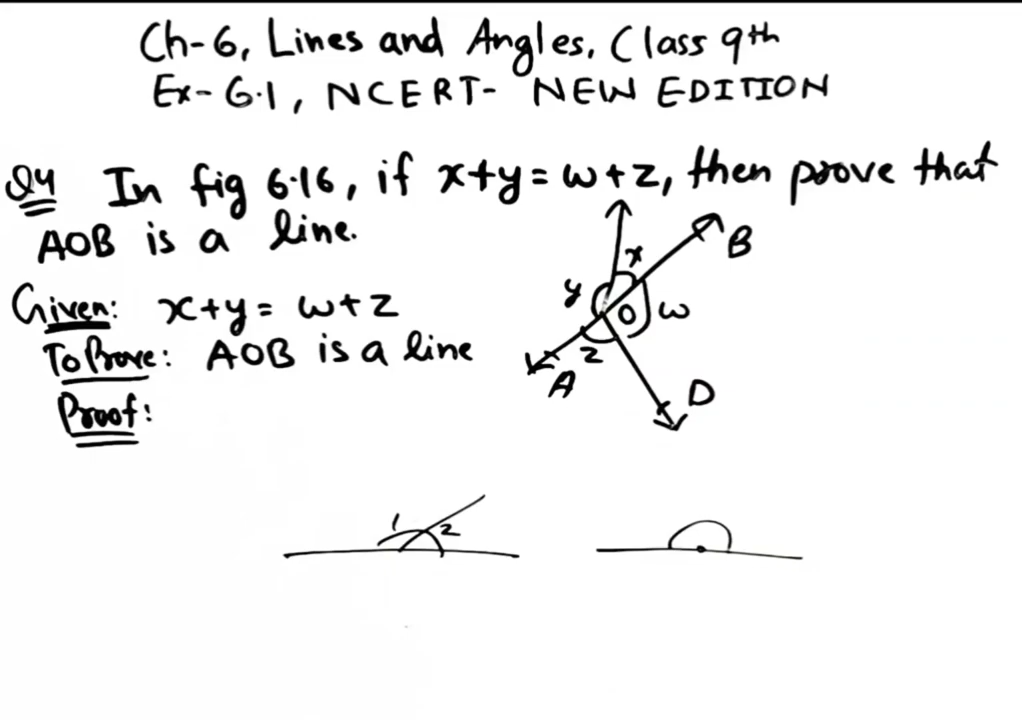 Ch-6, Lines and Angles, Class 9th
Ex- 6.1, NCERT- NEW EDITION
Q4 In fig 6.16, if x+y = w+z, then prove that
AOB is a line.
Given: x+y = w+z
To Prove: AOB is a line
Proof:
x
B
y
O
w
z
A
D
1
2